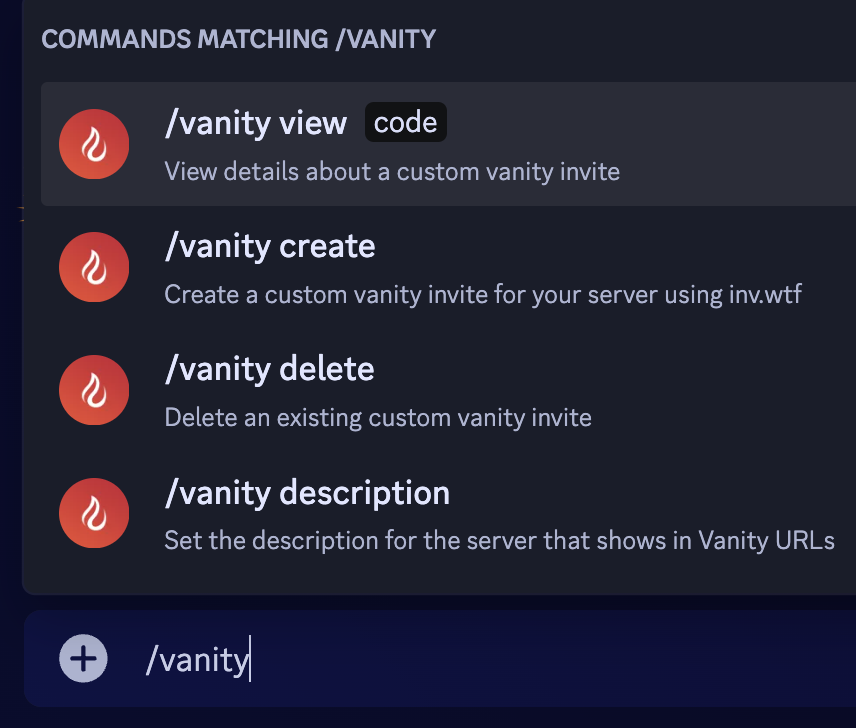 COMMANDS MATCHING /VANITY
/vanity view code
View details about a custom vanity invite
/vanity create
Create a custom vanity invite for your server using inv.wtf
/vanity delete
Delete an existing custom vanity invite
/vanity description
Set the description for the server that shows in Vanity URLs
/vanity